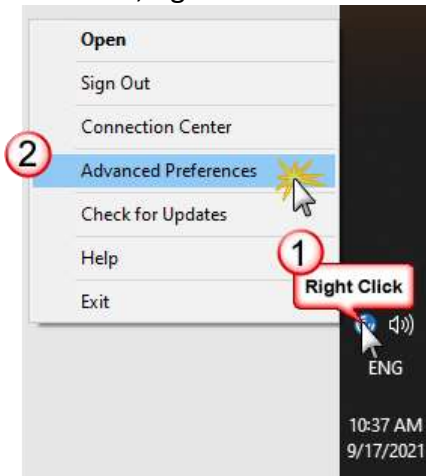 Open
Sign Out
Connection Center
2
Advanced Preferences
Check for Updates
Help
1
Right Click
Exit
ENG
10:37 AM
9/17/2021